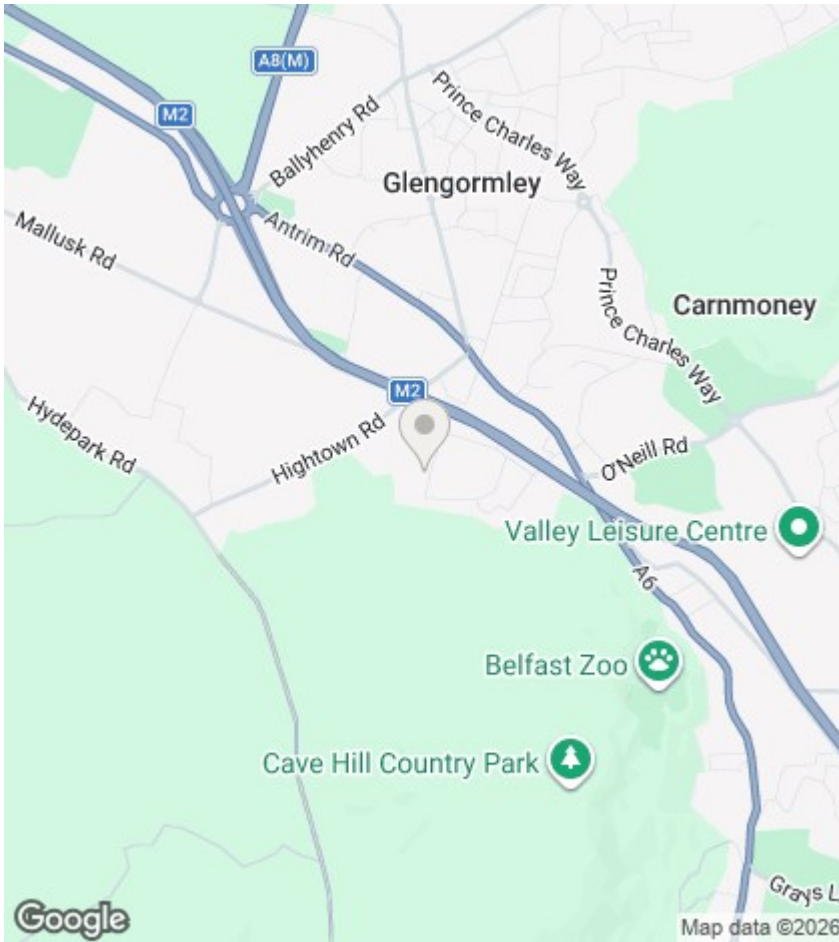 A8(M)
M2
Ballyhenry Rd
Prince Charles Way
Glengormley
Mallusk Rd
Antrim Rd
Carnmoney
Prince Charles Way
M2
Hydepark Rd
Hightown Rd
O'Neill Rd
Valley Leisure Centre
A6
Belfast Zoo
Cave Hill Country Park
Grays L
Google
Map data ©2026